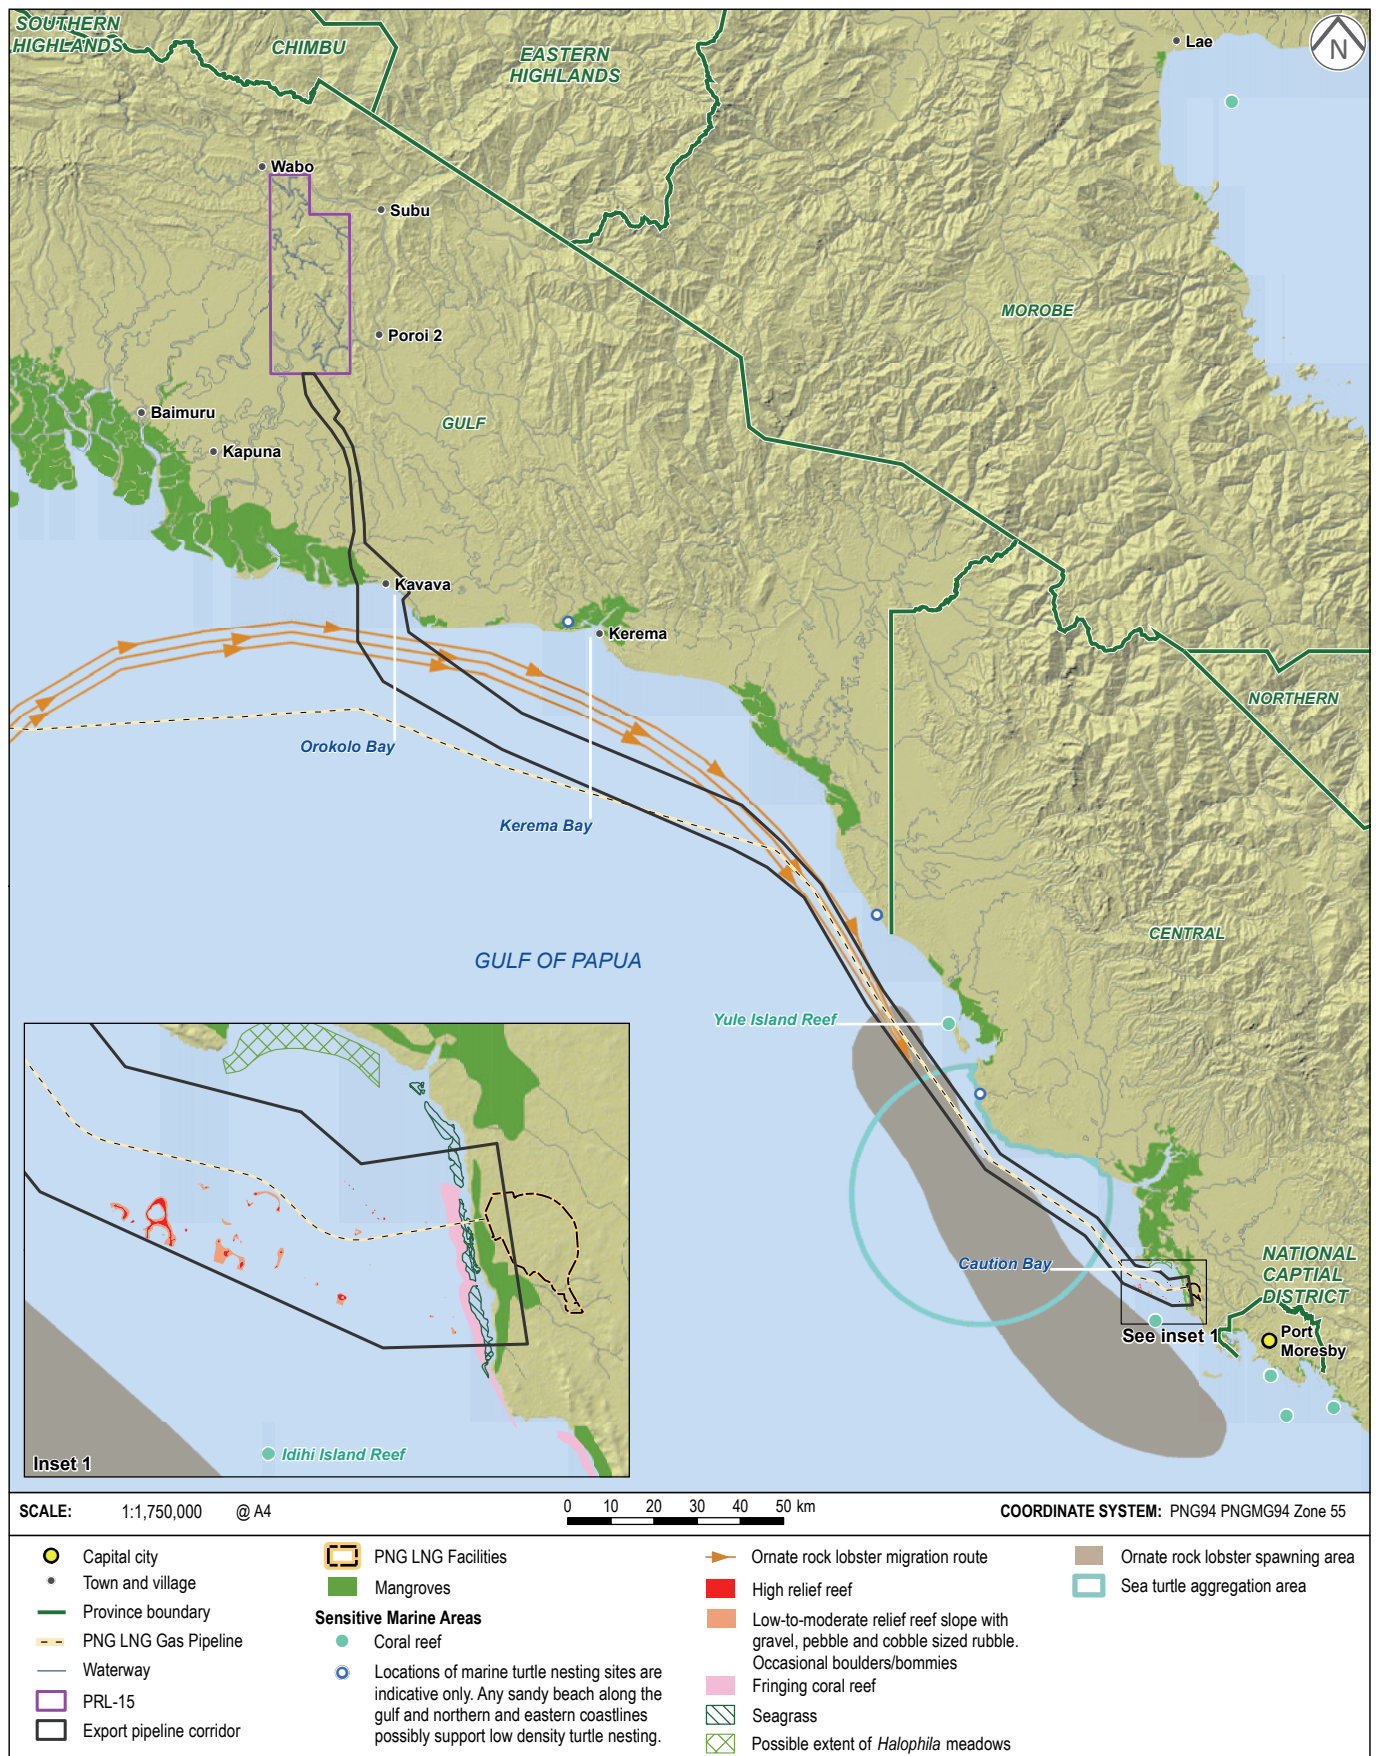 SOUTHERN
HIGHLANDS
CHIMBU
EASTERN
HIGHLANDS
Lae
N
Wabo
Subu
MOROBE
Poroi 2
Baimuru
GULF
Kapuna
Kavava
Kerema
NORTHERN
Orokolo Bay
Kerema Bay
CENTRAL
GULF OF PAPUA
Yule Island Reef
Caution Bay
NATIONAL
CAPTIAL
DISTRICT
See inset 1
Port
Moresby
Idihi Island Reef
Inset 1
SCALE: 1:1,750,000 @ A4
0 10 20 30 40 50 km
COORDINATE SYSTEM: PNG94 PNGMG94 Zone 55
Capital city
Town and village
Province boundary
PNG LNG Gas Pipeline
Waterway
PRL-15
Export pipeline corridor
PNG LNG Facilities
Mangroves
Sensitive Marine Areas
Coral reef
Locations of marine turtle nesting sites are
indicative only. Any sandy beach along the
gulf and northern and eastern coastlines
possibly support low density turtle nesting.
Ornate rock lobster migration route
High relief reef
Low-to-moderate relief reef slope with
gravel, pebble and cobble sized rubble.
Occasional boulders/bommies
Fringing coral reef
Seagrass
Possible extent of Halophila meadows
Ornate rock lobster spawning area
Sea turtle aggregation area